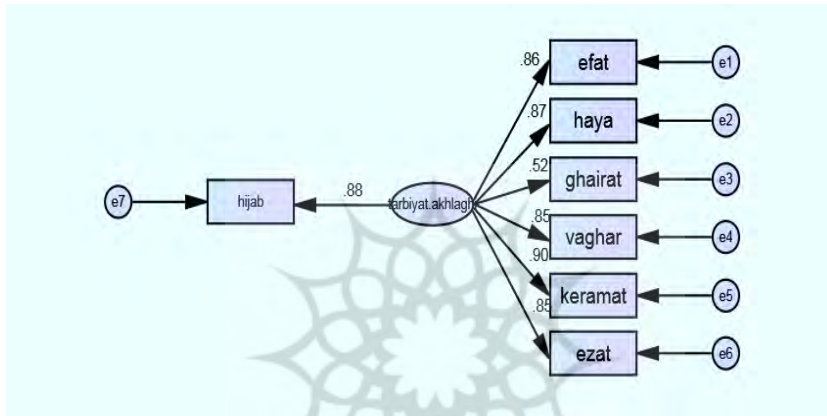 .86
efat
e1
.87
haya
e2
.52
ghairat
e3
e7
hijab
.88
tarbiyat.akhlagh
.85
vaghar
e4
.90
keramat
e5
.85
ezat
e6